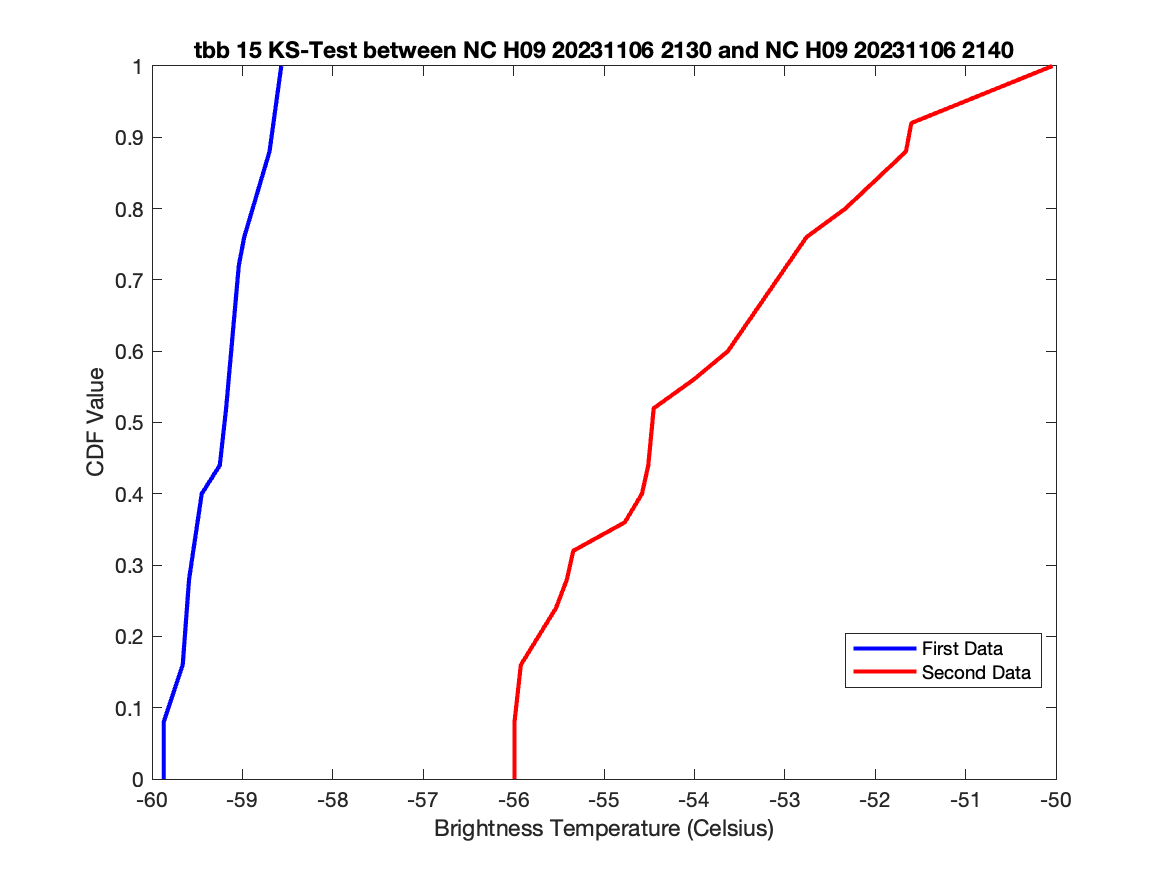 tbb 15 KS-Test between NC H09 20231106 2130 and NC H09 20231106 2140
1
0.9
0.8
0.7
0.6
0.5
0.4
0.3
0.2
0.1
0
CDF Value
First Data
Second Data
-60 -59 -58 -57 -56 -55 -54 -53 -52 -51 -50
Brightness Temperature (Celsius)